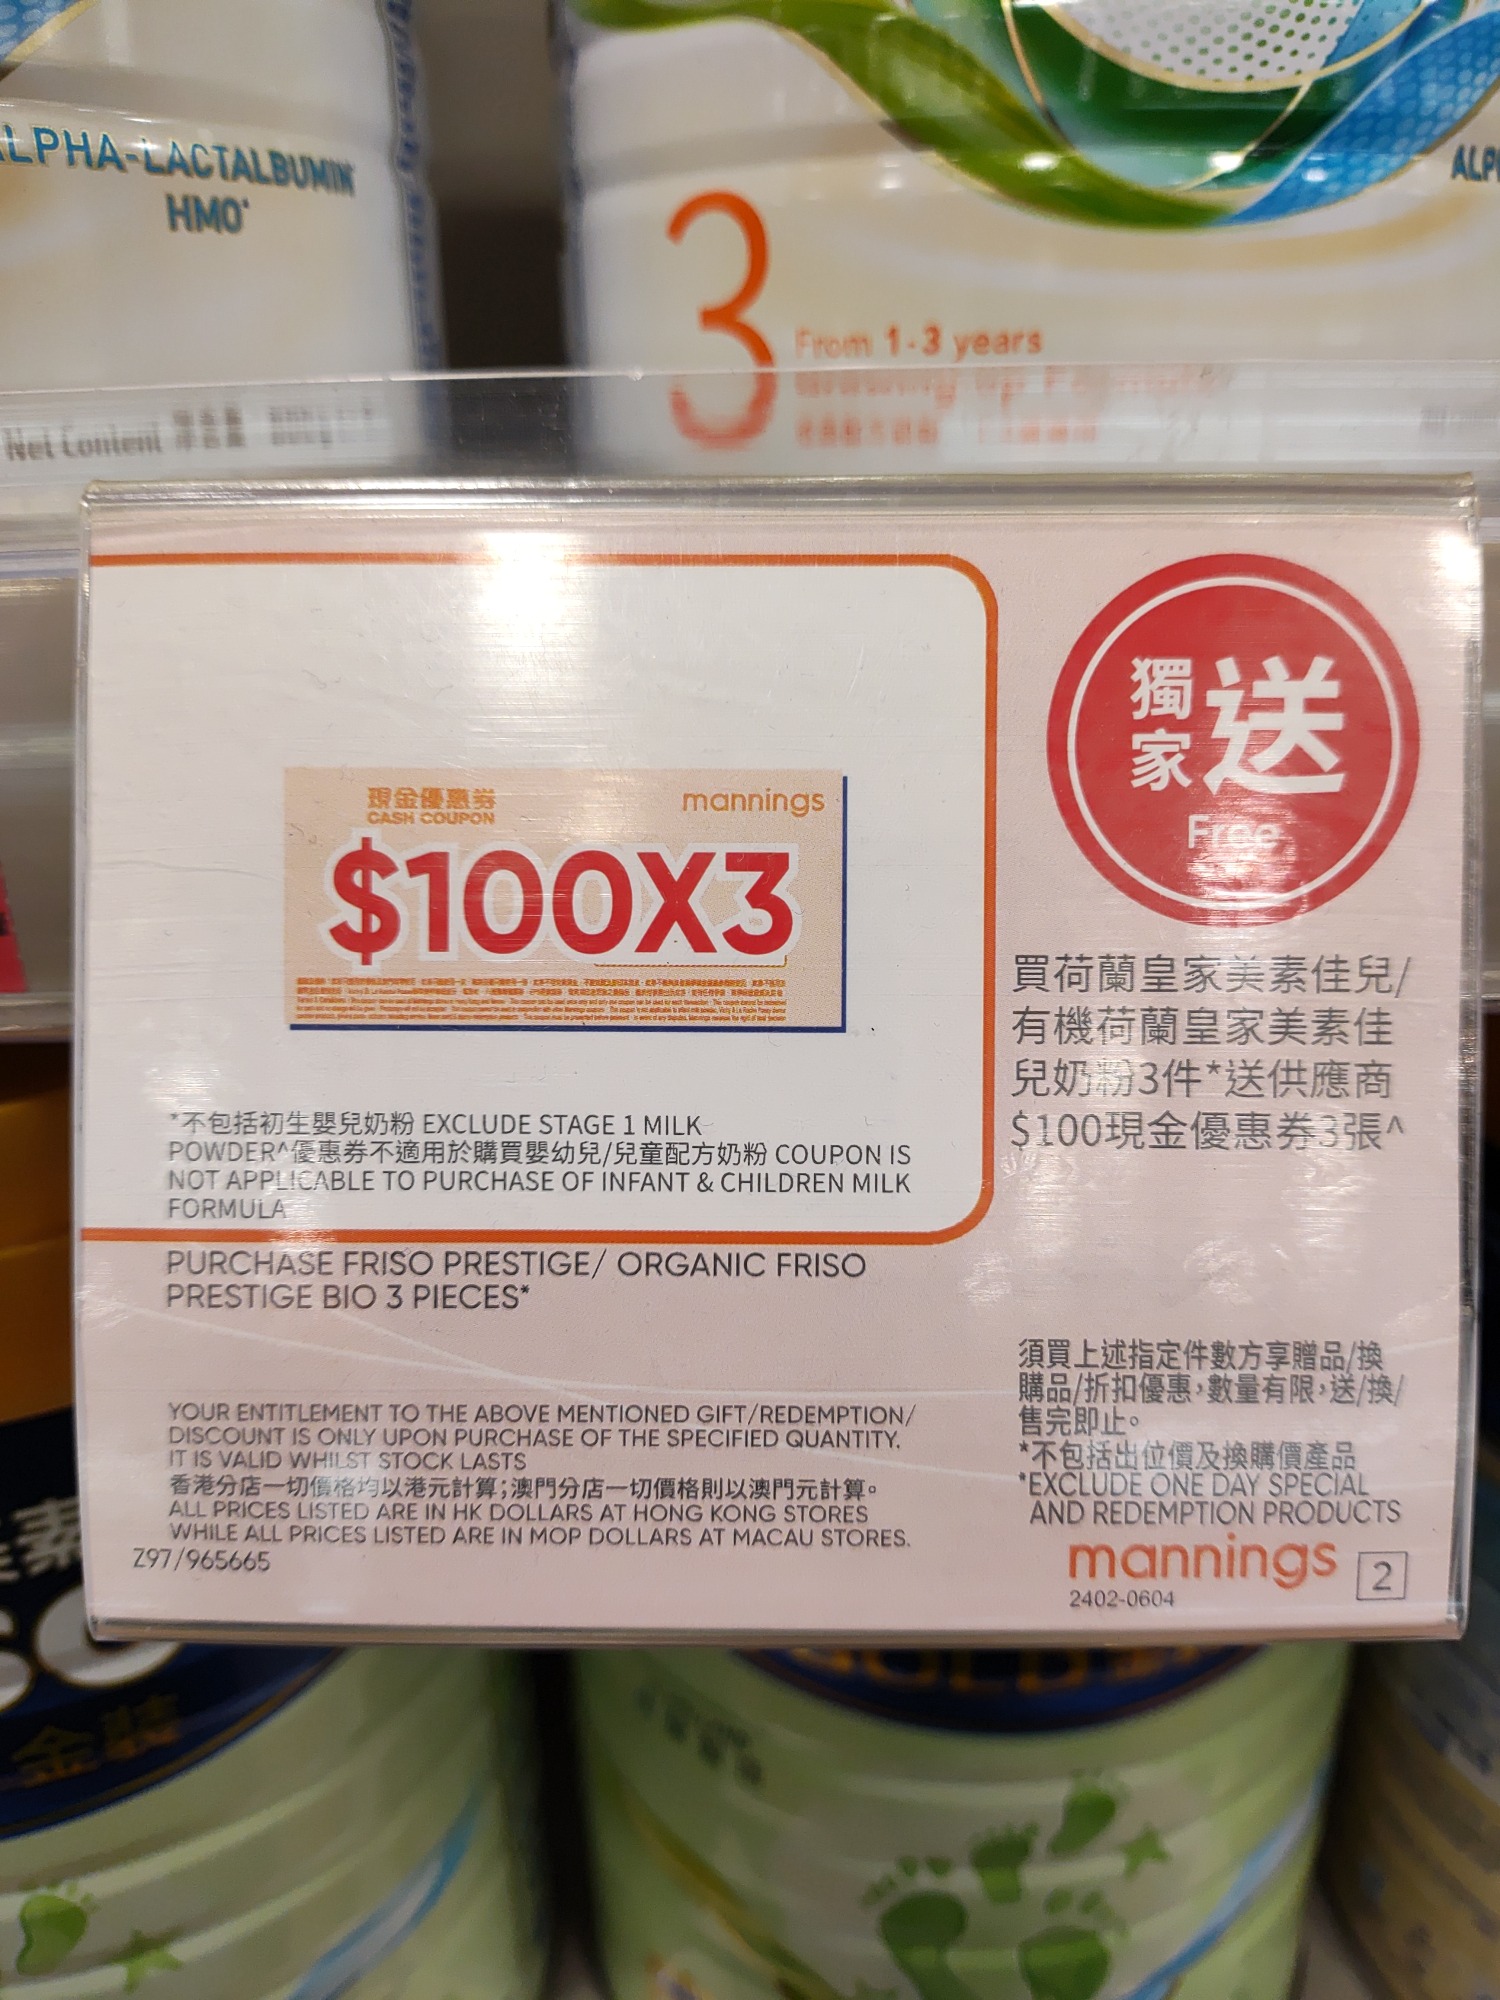 ALPHA-LACTALBUMIN
HMO
ALP
3
From 1-3 years
Net Content 淨含量
獨家送
Free
現金優惠券
CASH COUPON
mannings
$100X3
*不包括初生嬰兒奶粉 EXCLUDE STAGE 1 MILK
POWDER^優惠券不適用於購買嬰幼兒/兒童配方奶粉 COUPON IS
NOT APPLICABLE TO PURCHASE OF INFANT & CHILDREN MILK
FORMULA
PURCHASE FRISO PRESTIGE/ ORGANIC FRISO
PRESTIGE BIO 3 PIECES*
買荷蘭皇家美素佳兒/
有機荷蘭皇家美素佳
兒奶粉3件*送供應商
$100現金優惠券3張^
YOUR ENTITLEMENT TO THE ABOVE MENTIONED GIFT/REDEMPTION/
DISCOUNT IS ONLY UPON PURCHASE OF THE SPECIFIED QUANTITY.
IT IS VALID WHILST STOCK LASTS
香港分店一切價格均以港元計算;澳門分店一切價格則以澳門元計算。
ALL PRICES LISTED ARE IN HK DOLLARS AT HONG KONG STORES
WHILE ALL PRICES LISTED ARE IN MOP DOLLARS AT MACAU STORES.
Z97/965665
須買上述指定件數方享贈品/換
購品/折扣優惠,數量有限,送/換/
售完即止。
*不包括出位價及換購價產品
*EXCLUDE ONE DAY SPECIAL
AND REDEMPTION PRODUCTS
mannings 2
2402-0604
素
金裝
GOLD